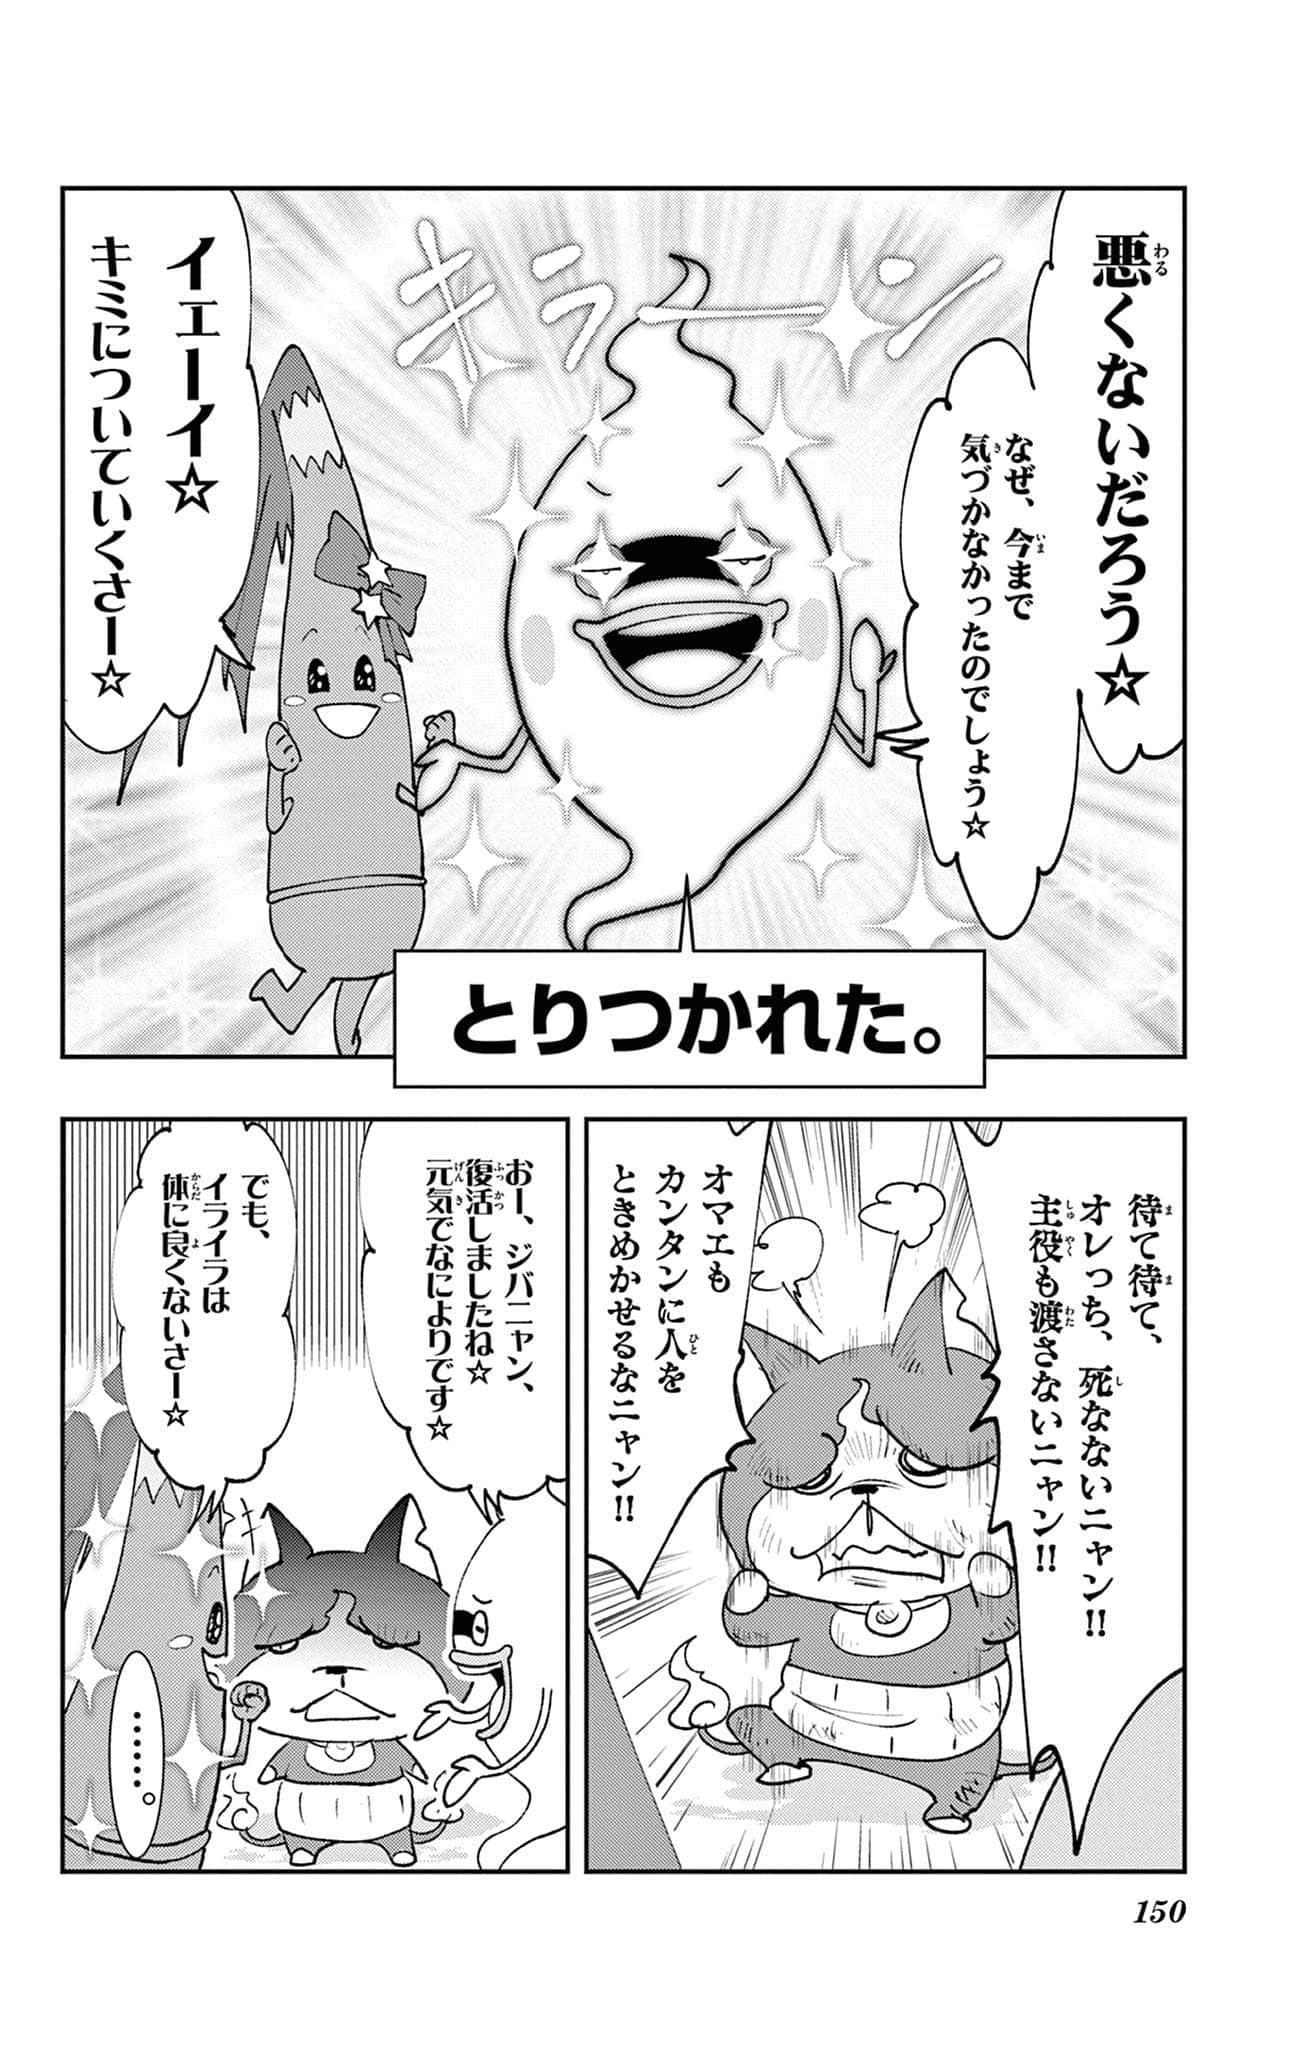 悪くないだろう☆
なぜ、今まで
気づかなかったのでしょう☆
キラーン
イェーイ☆
キミについていくさー☆
とりつかれた。
待て待て、
オレっち、死なないニャン!!
主役も渡さないニャン!!
オマエも
カンタンに人を
ときめかせるなニャン!!
おー、ジバニャン、
復活しましたね☆
元気でなによりです☆
でも、
イライラは
体に良くないさー☆
キ
……。
150